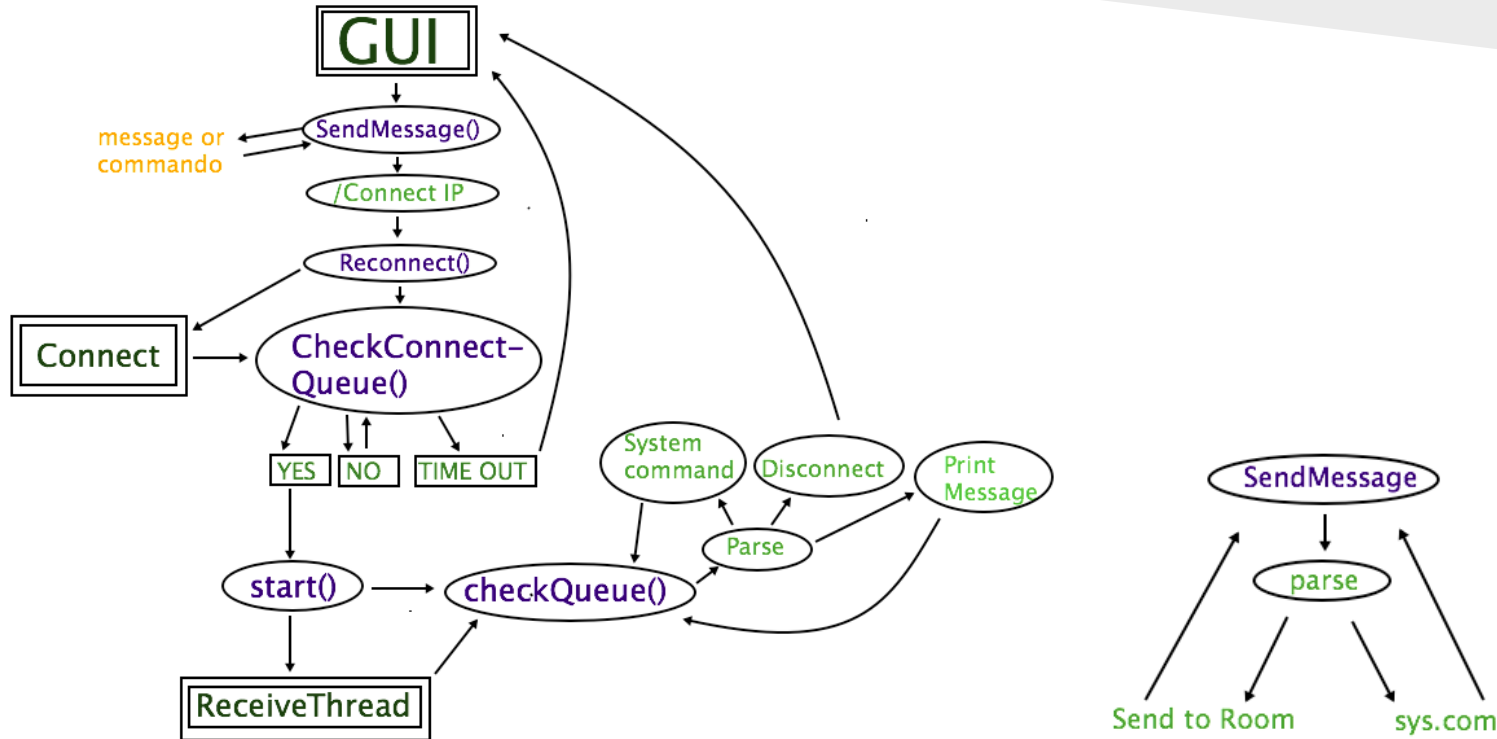 GUI
SendMessage()
message or
commando
/Connect IP
Reconnect()
Connect
CheckConnect-
Queue()
YES
NO
TIME OUT
System
command
Disconnect
Print
Message
Parse
start()
checkQueue()
ReceiveThread
SendMessage
parse
Send to Room
sys.com